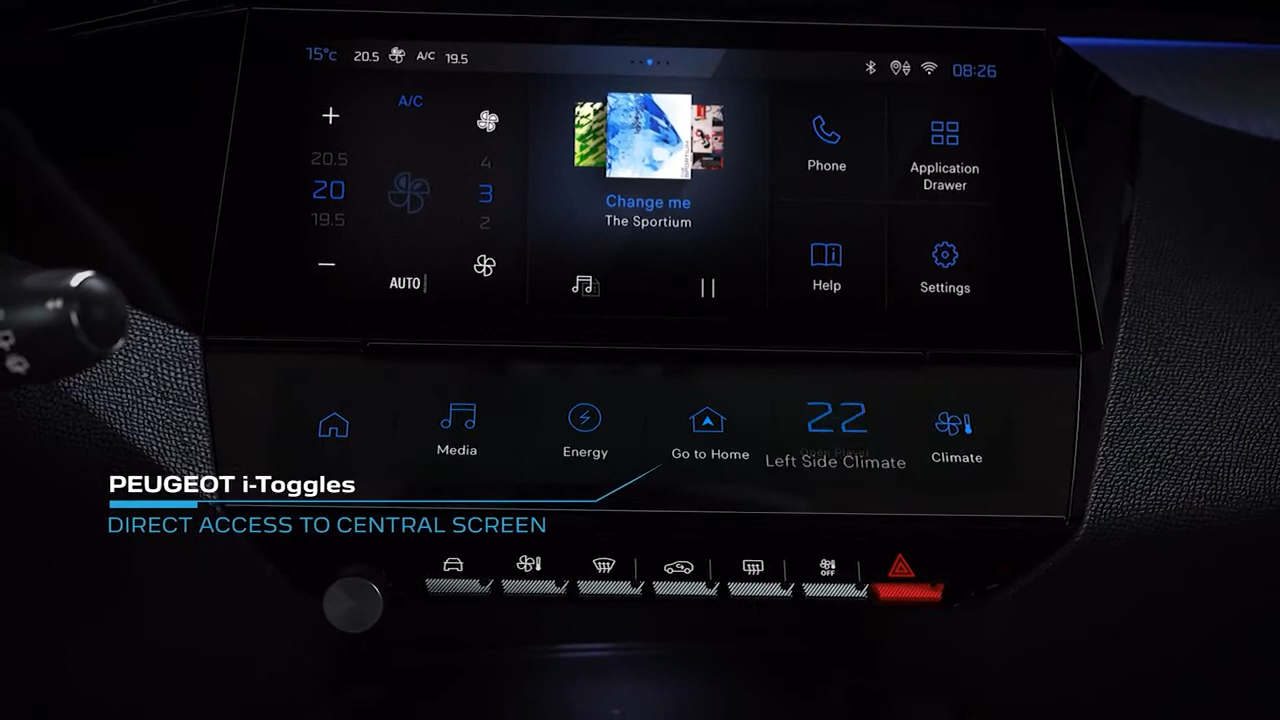 15°c 20.5 A/C 19.5
08:26
A/C
20.5
20
19.5
4
3
2
AUTO
Change me
The Sportium
Phone
Application
Drawer
Help
Settings
Media
Energy
Go to Home
22
Left Side Climate
Climate
PEUGEOT i-Toggles
DIRECT ACCESS TO CENTRAL SCREEN
OFF